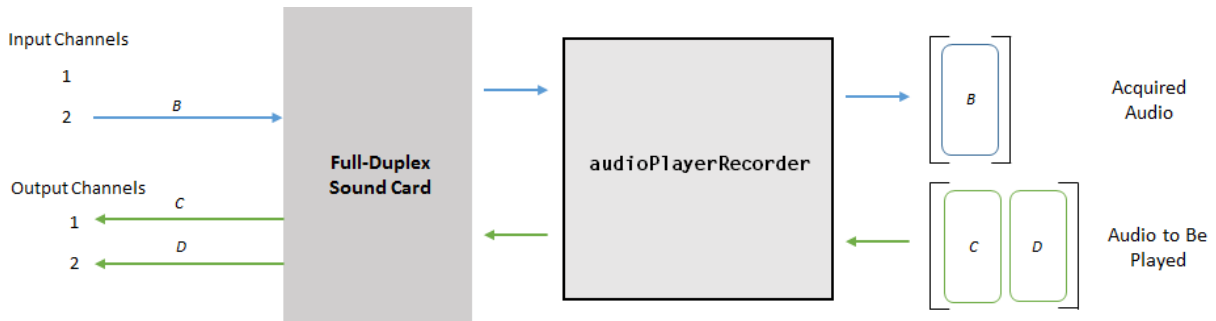 Input Channels
1
2
B
Output Channels
1
C
2
D
Full-Duplex
Sound Card
audioPlayerRecorder
B
Acquired
Audio
C
D
Audio to Be
Played